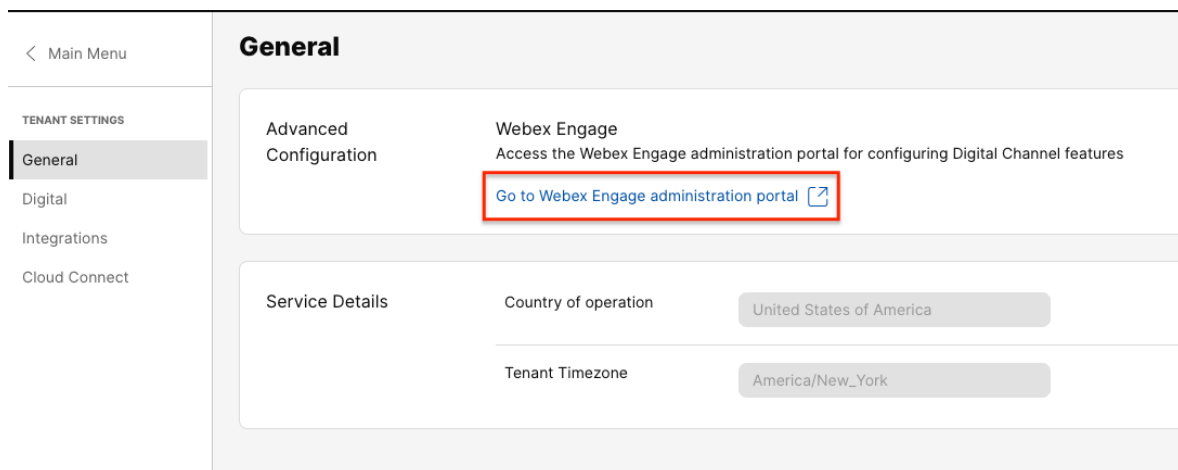 Main Menu
TENANT SETTINGS
General
Digital
Integrations
Cloud Connect
General
Advanced
Configuration
Webex Engage
Access the Webex Engage administration portal for configuring Digital Channel features
Go to Webex Engage administration portal
Service Details
Country of operation
United States of America
Tenant Timezone
America/New_York